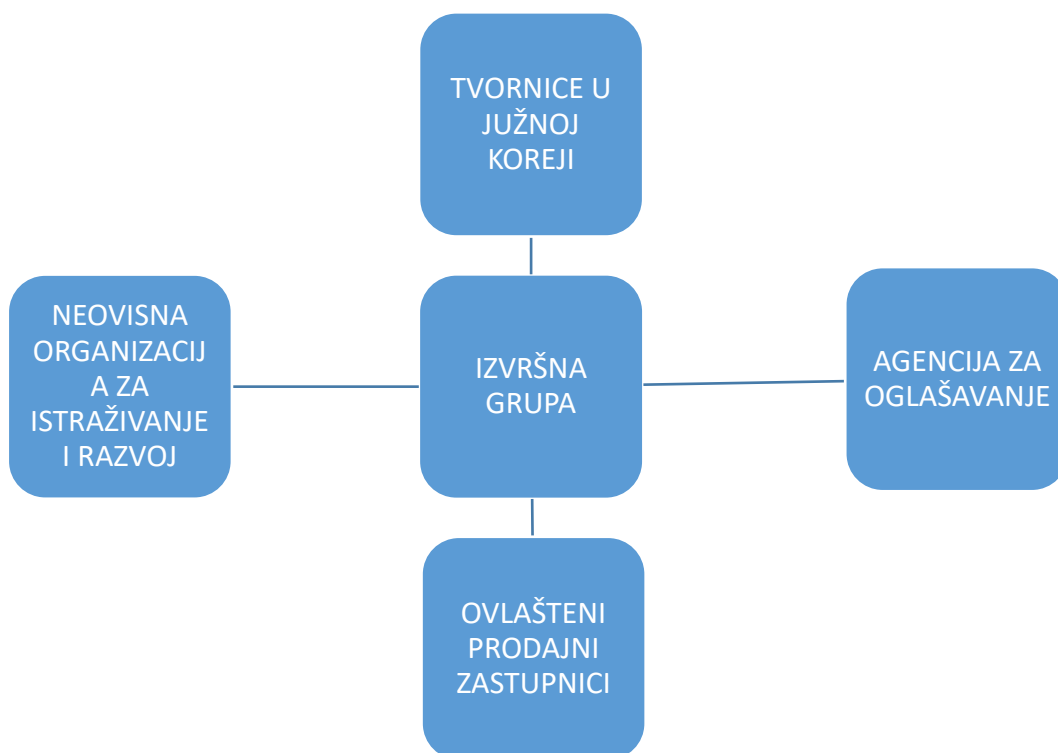 TVORNICE U
JUŽNOJ
KOREJI
NEOVISNA
ORGANIZACIJ
A ZA
ISTRAŽIVANJE
I RAZVOJ
IZVRŠNA
GRUPA
AGENCIJA ZA
OGLAŠAVANJE
OVLAŠTENI
PRODAJNI
ZASTUPNICI